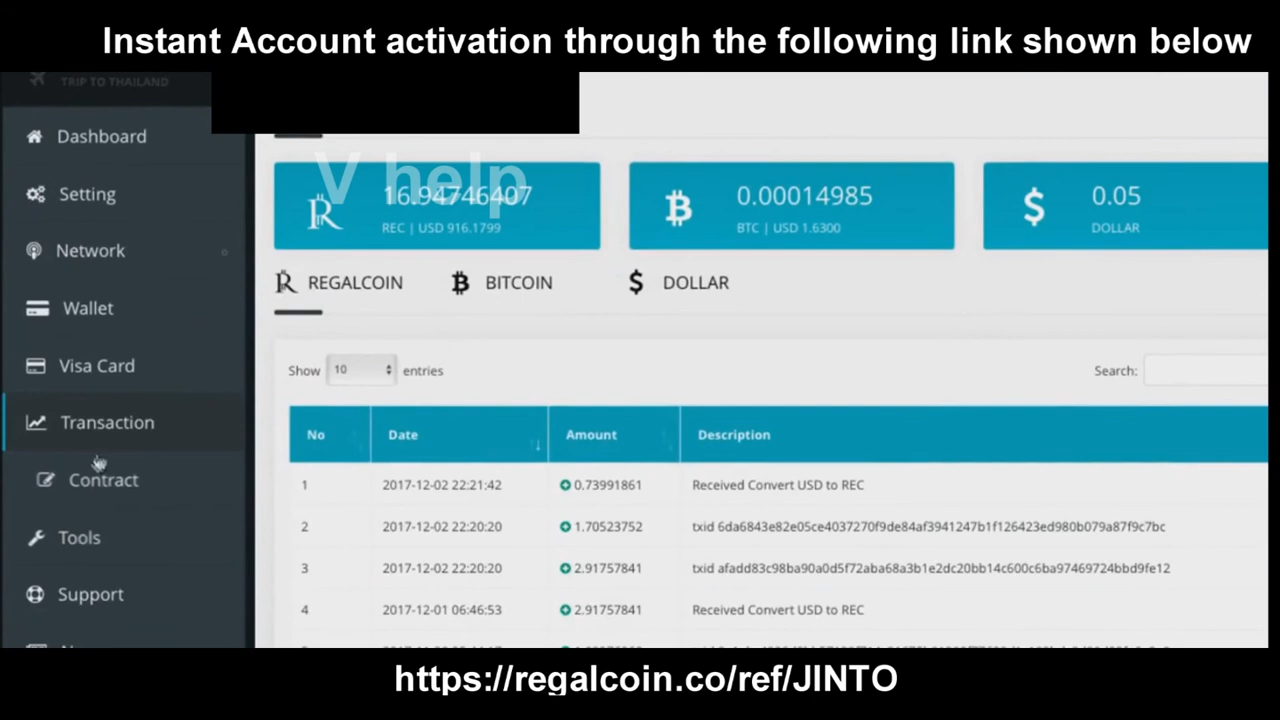 Instant Account activation through the following link shown below
TRIP TO THAILAND
Dashboard
Setting
Network
Wallet
Visa Card
Transaction
Contract
Tools
Support
V help
16.94746407
REC | USD 916.1799
0.00014985
BTC | USD 1.6300
0.05
DOLLAR
REGALCOIN BITCOIN DOLLAR
Show 10 entries Search:
No Date Amount Description
1 2017-12-02 22:21:42 0.73991861 Received Convert USD to REC
2 2017-12-02 22:20:20 1.70523752 txid 6da6843e82e05ce4037270f9de84af3941247b1f126423ed980b079a87f9c7bc
3 2017-12-02 22:20:20 2.91757841 txid afadd83c98ba90a0d5f72aba68a3b1e2dc20bb14c600c6ba97469724bbd9fe12
4 2017-12-01 06:46:53 2.91757841 Received Convert USD to REC
https://regalcoin.co/ref/JINTO